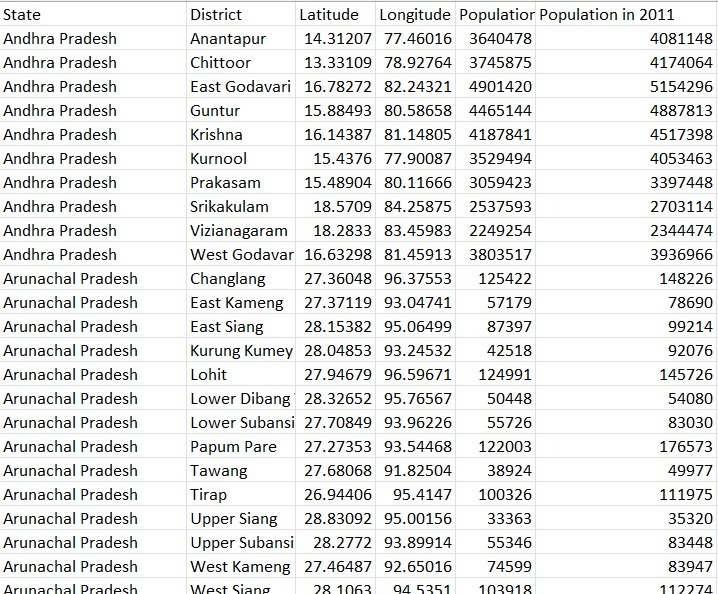 State District Latitude Longitude Population Population in 2011
Andhra Pradesh Anantapur 14.31207 77.46016 3640478 4081148
Andhra Pradesh Chittoor 13.33109 78.92764 3745875 4174064
Andhra Pradesh East Godavari 16.78272 82.24321 4901420 5154296
Andhra Pradesh Guntur 15.88493 80.58658 4465144 4887813
Andhra Pradesh Krishna 16.14387 81.14805 4187841 4517398
Andhra Pradesh Kurnool 15.4376 77.90087 3529494 4053463
Andhra Pradesh Prakasam 15.48904 80.11666 3059423 3397448
Andhra Pradesh Srikakulam 18.5709 84.25875 2537593 2703114
Andhra Pradesh Vizianagaram 18.2833 83.45983 2249254 2344474
Andhra Pradesh West Godavar 16.63298 81.45913 3803517 3936966
Arunachal Pradesh Changlang 27.36048 96.37553 125422 148226
Arunachal Pradesh East Kameng 27.37119 93.04741 57179 78690
Arunachal Pradesh East Siang 28.15382 95.06499 87397 99214
Arunachal Pradesh Kurung Kumey 28.04853 93.24532 42518 92076
Arunachal Pradesh Lohit 27.94679 96.59671 124991 145726
Arunachal Pradesh Lower Dibang 28.32652 95.76567 50448 54080
Arunachal Pradesh Lower Subansi 27.70849 93.96226 55726 83030
Arunachal Pradesh Papum Pare 27.27353 93.54468 122003 176573
Arunachal Pradesh Tawang 27.68068 91.82504 38924 49977
Arunachal Pradesh Tirap 26.94406 95.4147 100326 111975
Arunachal Pradesh Upper Siang 28.83092 95.00156 33363 35320
Arunachal Pradesh Upper Subansi 28.2772 93.89914 55346 83448
Arunachal Pradesh West Kameng 27.46487 92.65016 74599 83947
Arunachal Pradesh West Siang 28.1063 94.5351 103918 112274